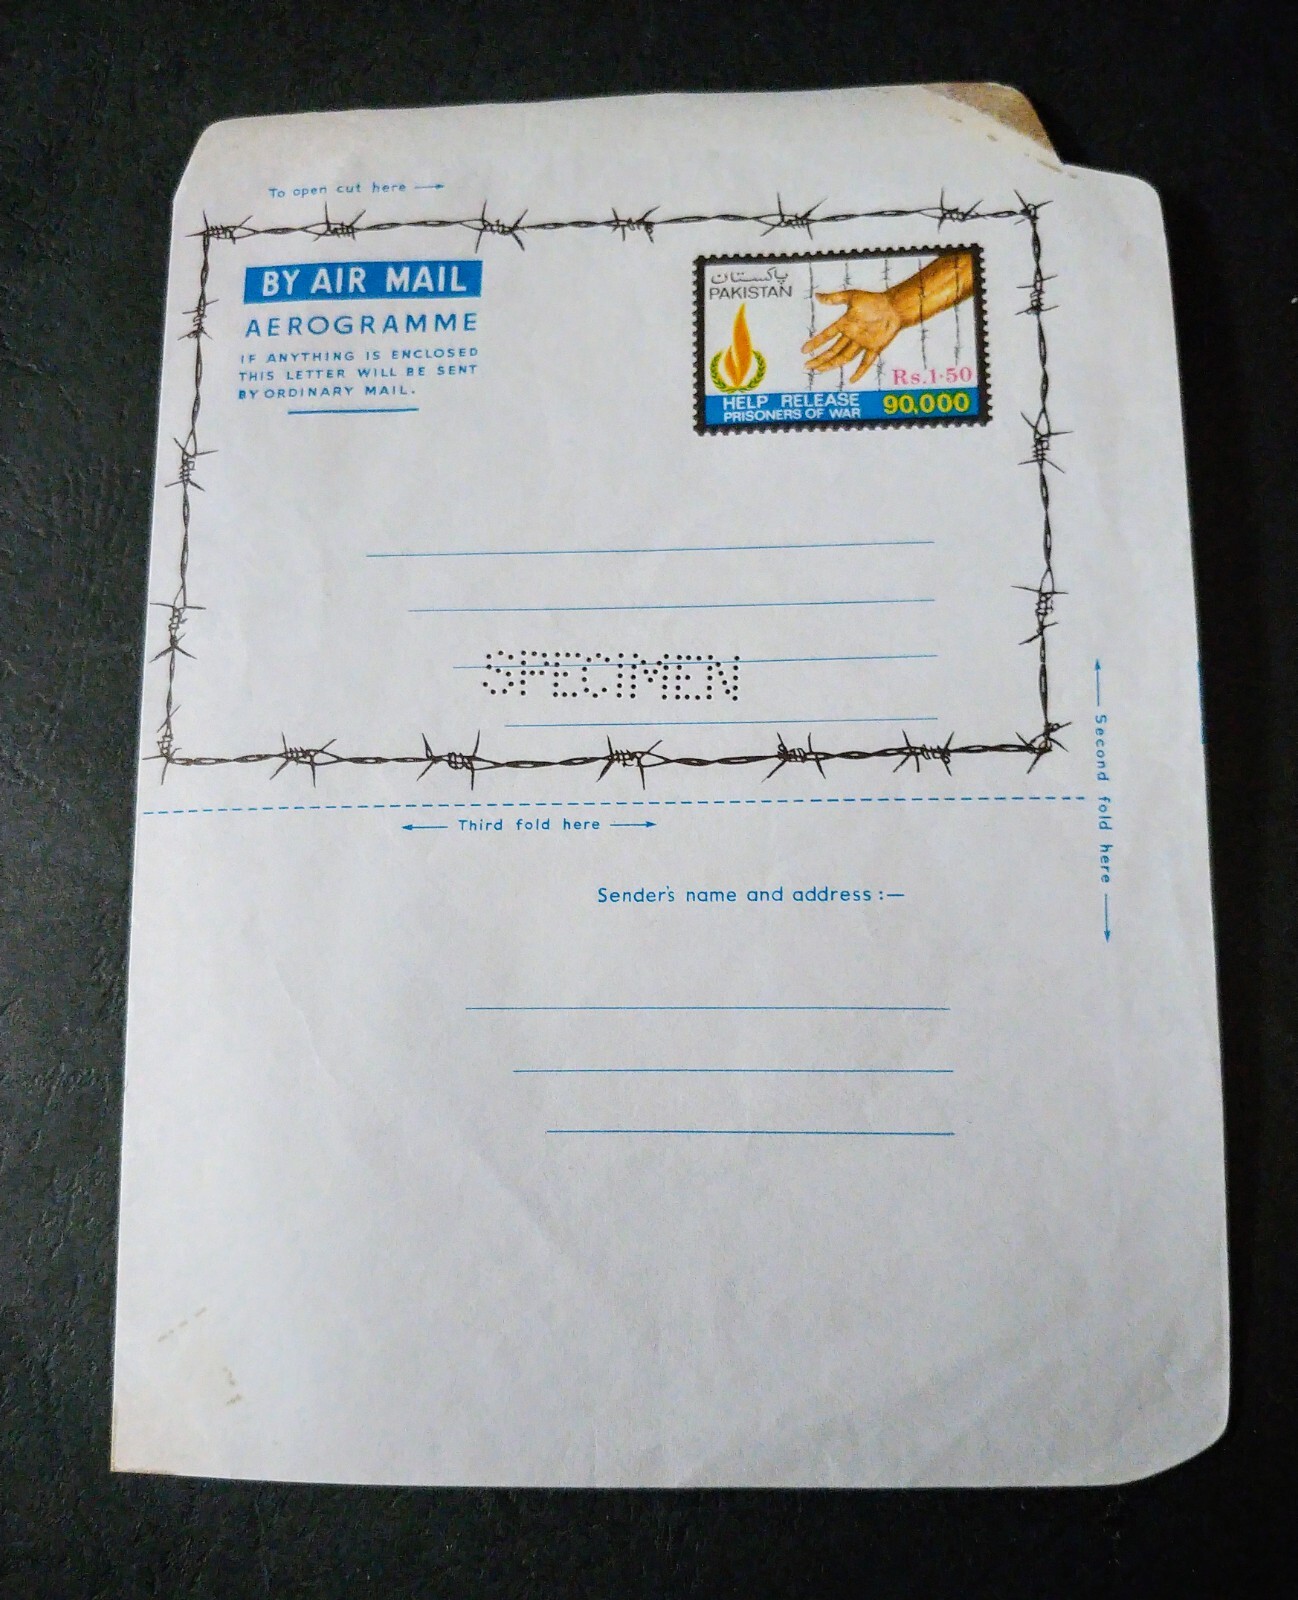 To open cut here
BY AIR MAIL
AEROGRAMME
IF ANYTHING IS ENCLOSED
THIS LETTER WILL BE SENT
BY ORDINARY MAIL.
پاکستان
PAKISTAN
Rs.1·50
HELP RELEASE
PRISONERS OF WAR
90,000
SPECIMEN
Third fold here
Second fold here
Sender's name and address :—